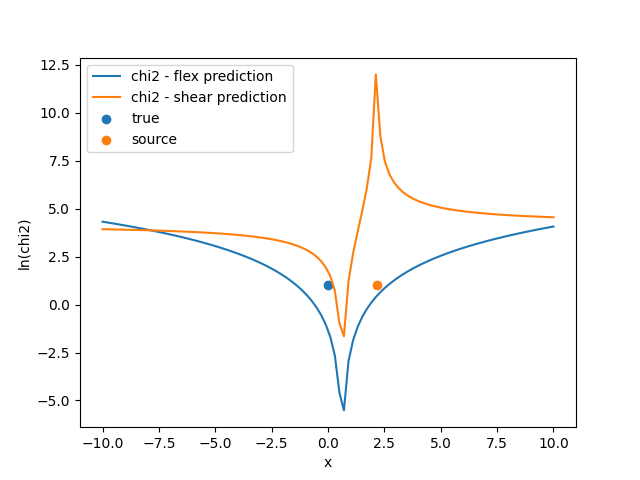 12.5
10.0
7.5
5.0
2.5
0.0
−2.5
−5.0
ln(chi2)
chi2 - flex prediction
chi2 - shear prediction
true
source
−10.0 −7.5 −5.0 −2.5 0.0 2.5 5.0 7.5 10.0
x